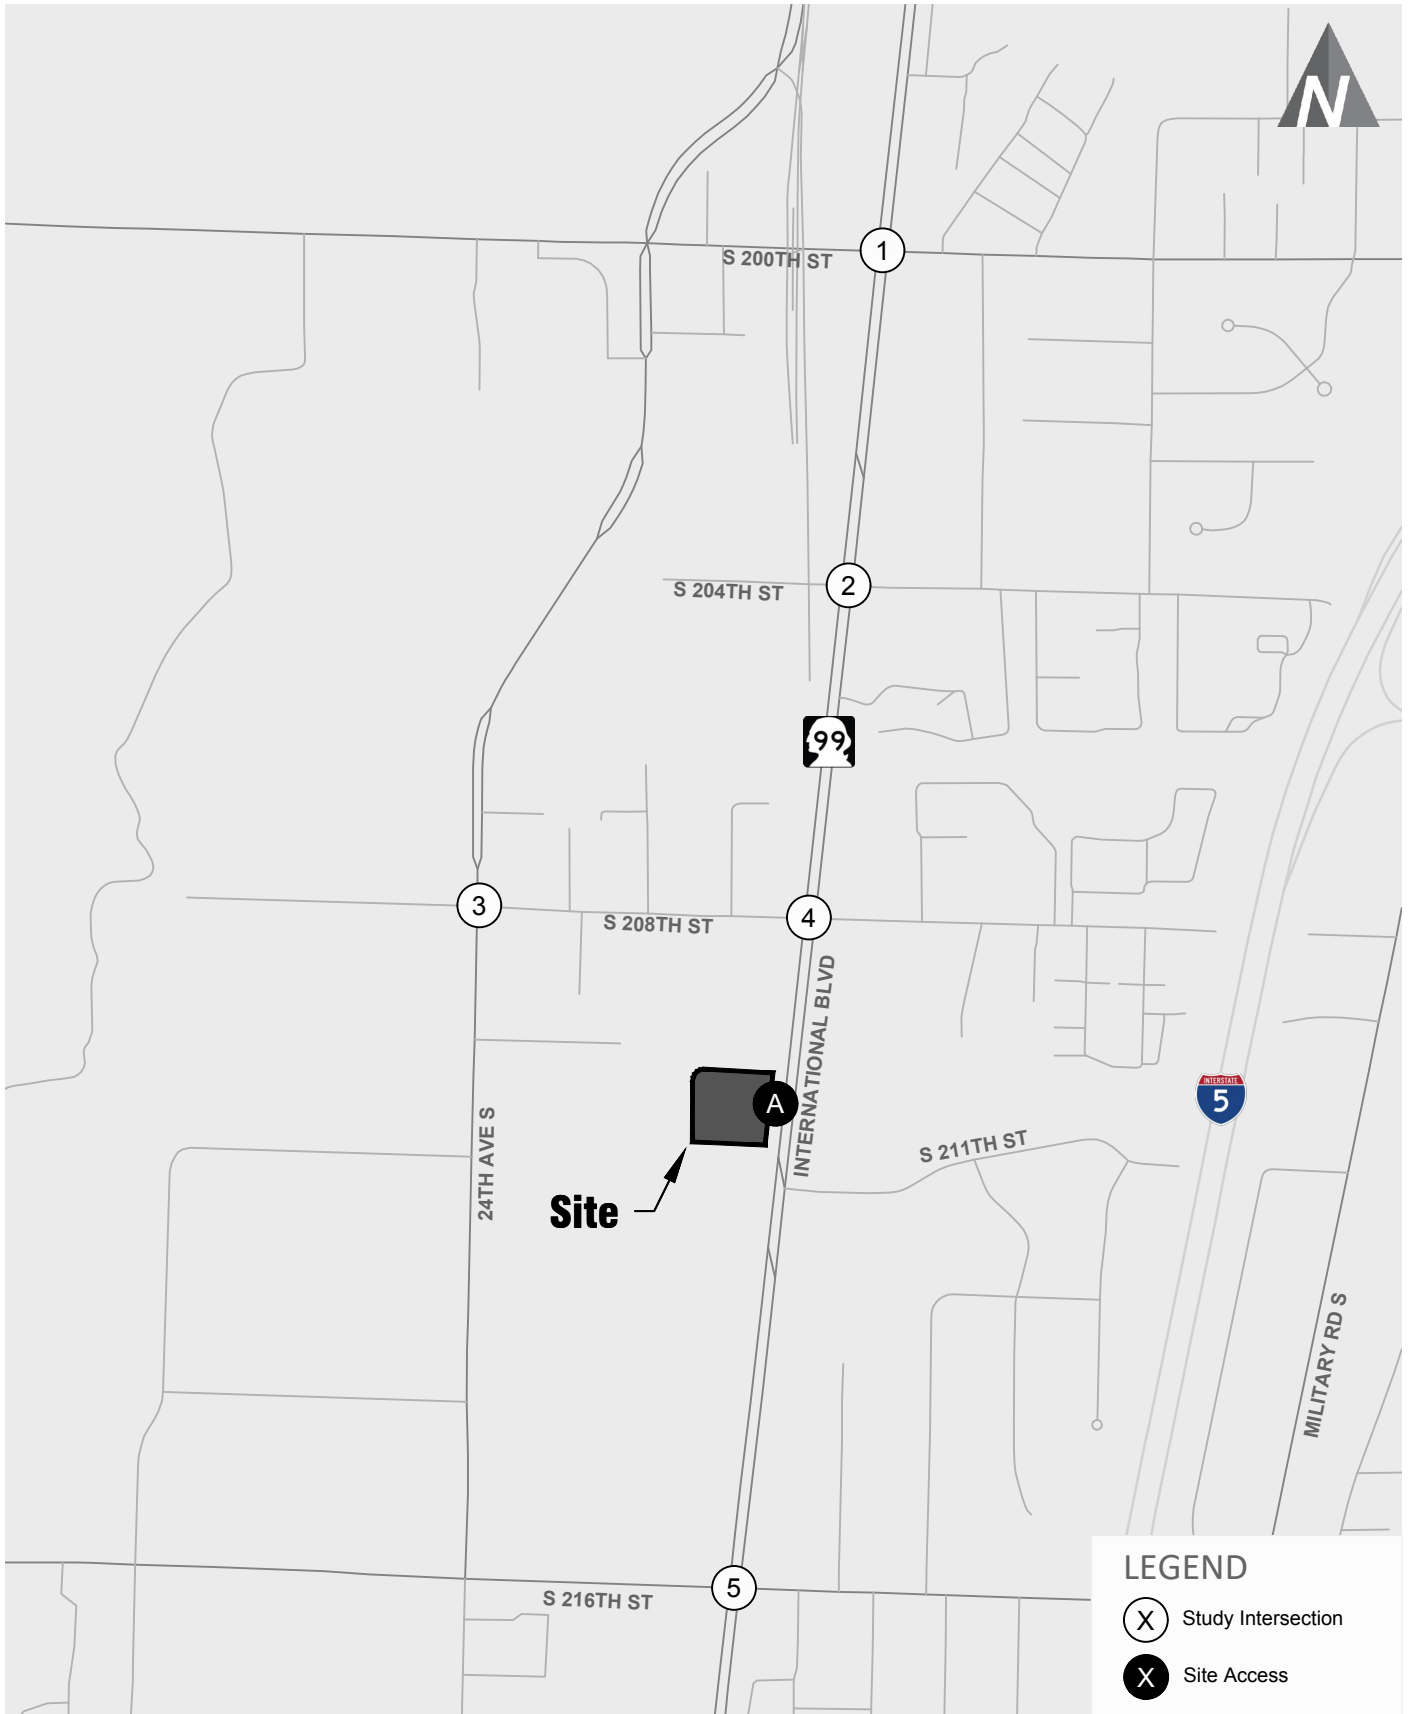 N
1
S 200TH ST
2
S 204TH ST
99
3
4
S 208TH ST
INTERNATIONAL BLVD
A
INTERSTATE
5
24TH AVE S
S 211TH ST
Site
MILITARY RD S
5
S 216TH ST
LEGEND
X Study Intersection
X Site Access